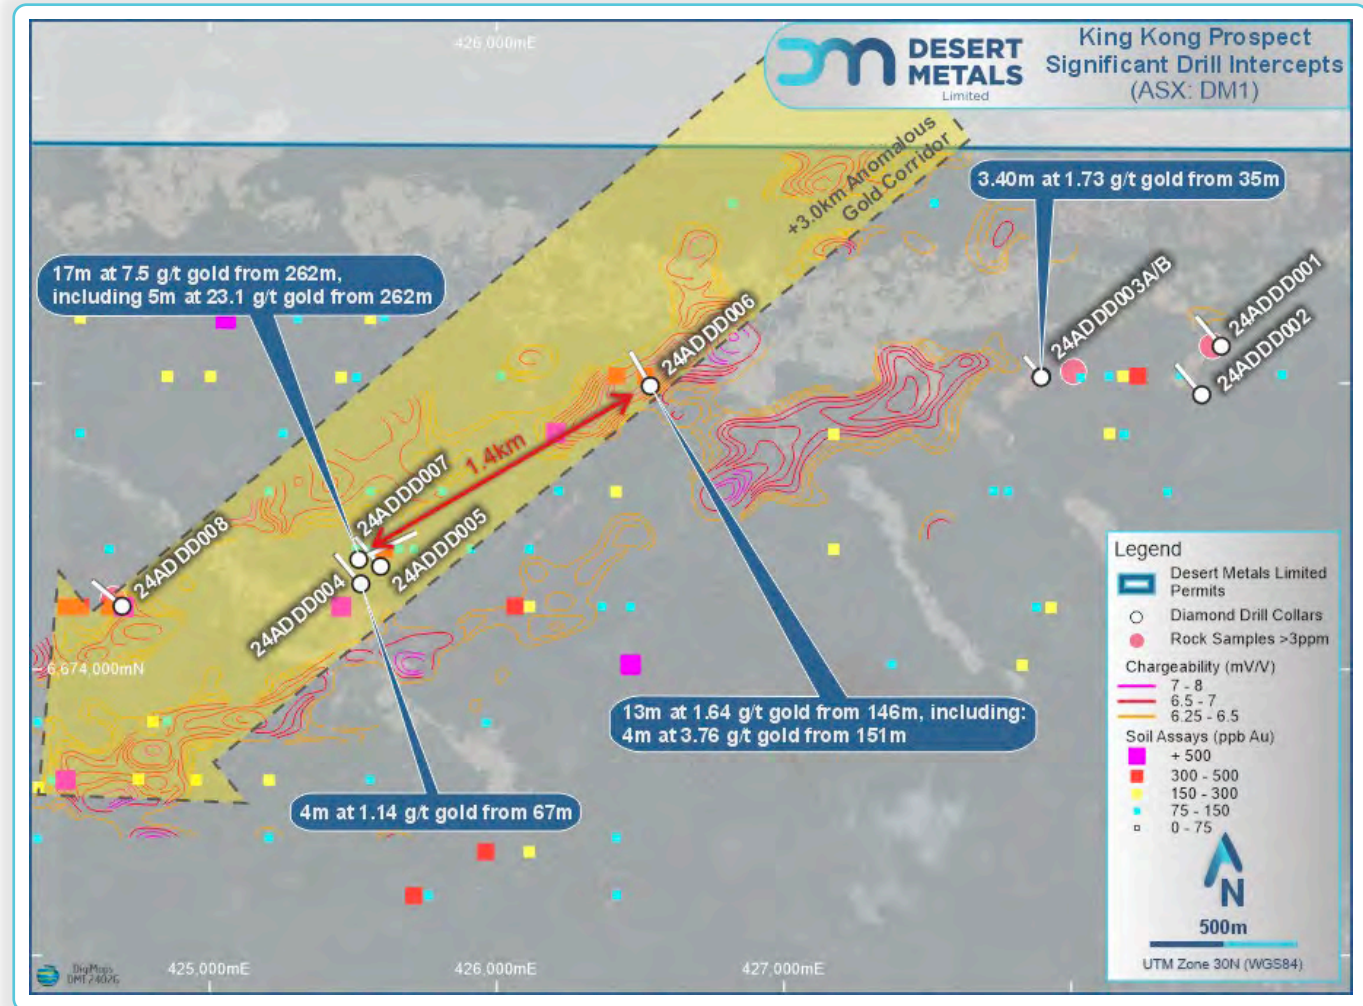 426,000mE
DESERT
METALS
Limited
King Kong Prospect
Significant Drill Intercepts
(ASX: DM1)
+3.0km Anomalous
Gold Corridor
3.40m at 1.73 g/t gold from 35m
17m at 7.5 g/t gold from 262m,
including 5m at 23.1 g/t gold from 262m
24ADDD003A/B
24ADDD001
24ADDD002
24ADDD006
1.4km
24ADDD007
24ADDD005
24ADDD004
24ADDD008
6,674,000mN
13m at 1.64 g/t gold from 146m, including:
4m at 3.76 g/t gold from 151m
4m at 1.14 g/t gold from 67m
Legend
Desert Metals Limited
Permits
Diamond Drill Collars
Rock Samples >3ppm
Chargeability (mV/V)
7 - 8
6.5 - 7
6.25 - 6.5
Soil Assays (ppb Au)
+ 500
300 - 500
150 - 300
75 - 150
0 - 75
N
500m
UTM Zone 30N (WGS84)
DigMaps
DMT24026
425,000mE
426,000mE
427,000mE